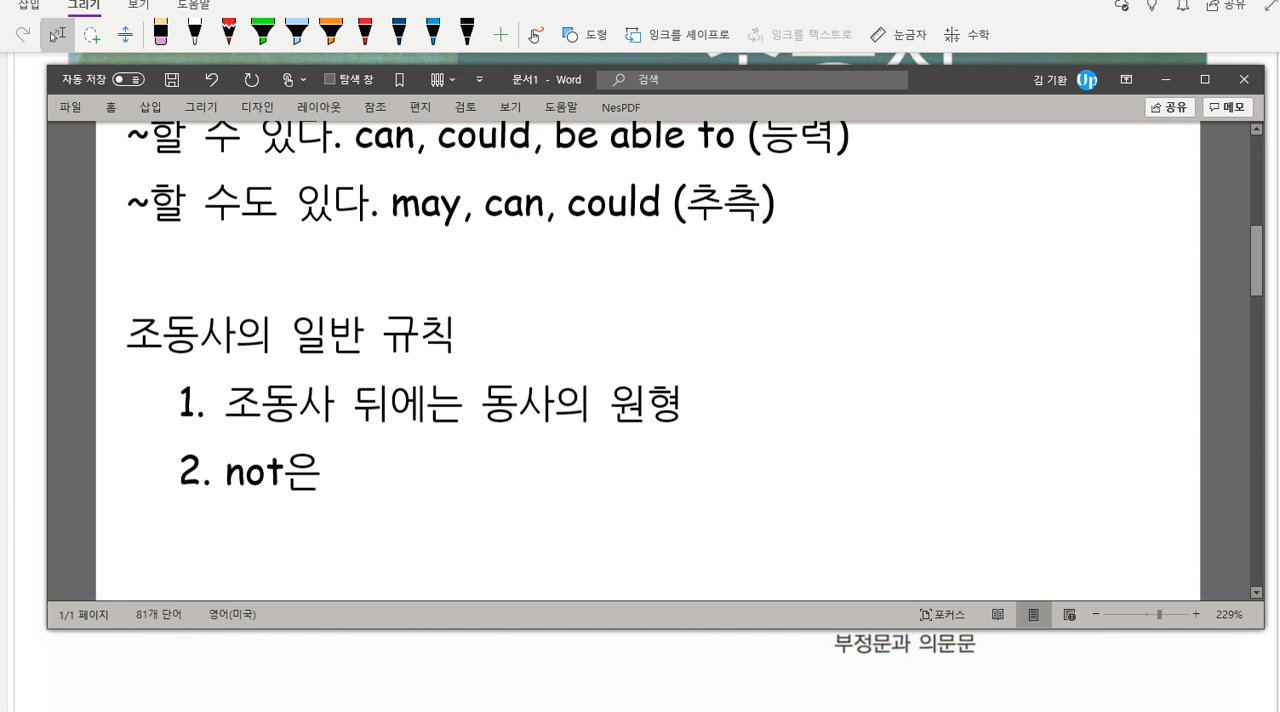 삽입 그리기 보기 도움말
공유
도형 잉크를 셰이프로 잉크를 텍스트로 눈금자 수학
자동 저장 탐색 창 문서1 - Word 검색 김 기환 Up
파일 홈 삽입 그리기 디자인 레이아웃 참조 편지 검토 보기 도움말 NesPDF 공유 메모
~할 수 있다. can, could, be able to (능력)
~할 수도 있다. may, can, could (추측)
조동사의 일반 규칙
1. 조동사 뒤에는 동사의 원형
2. not은
1/1 페이지 81개 단어 영어(미국) 포커스 229%
부정문과 의문문